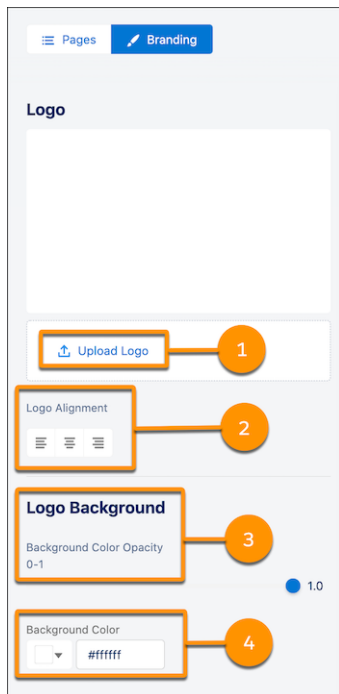 Pages Branding
Logo
Upload Logo 1
Logo Alignment
2
Logo Background
Background Color Opacity
0-1
3
1.0
Background Color
#ffffff
4